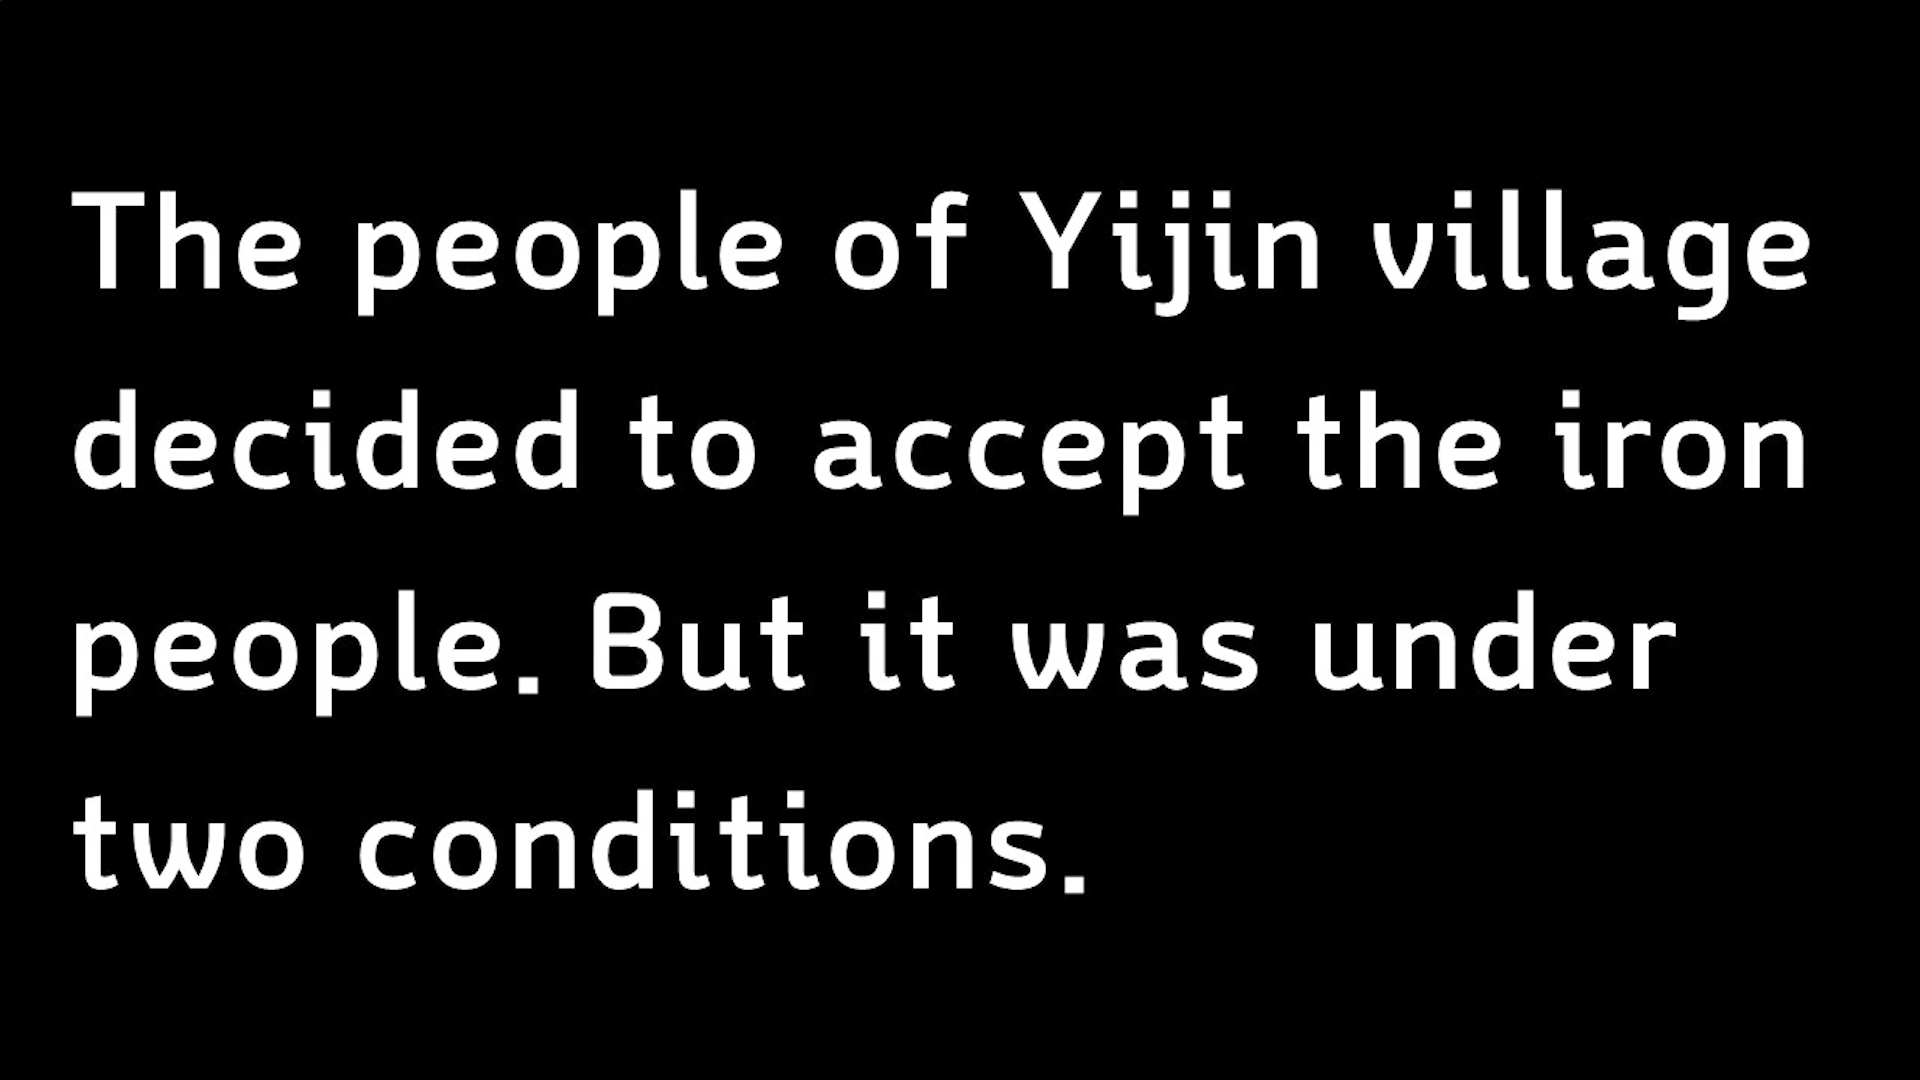 The people of Yijin village
decided to accept the iron
people. But it was under
two conditions.